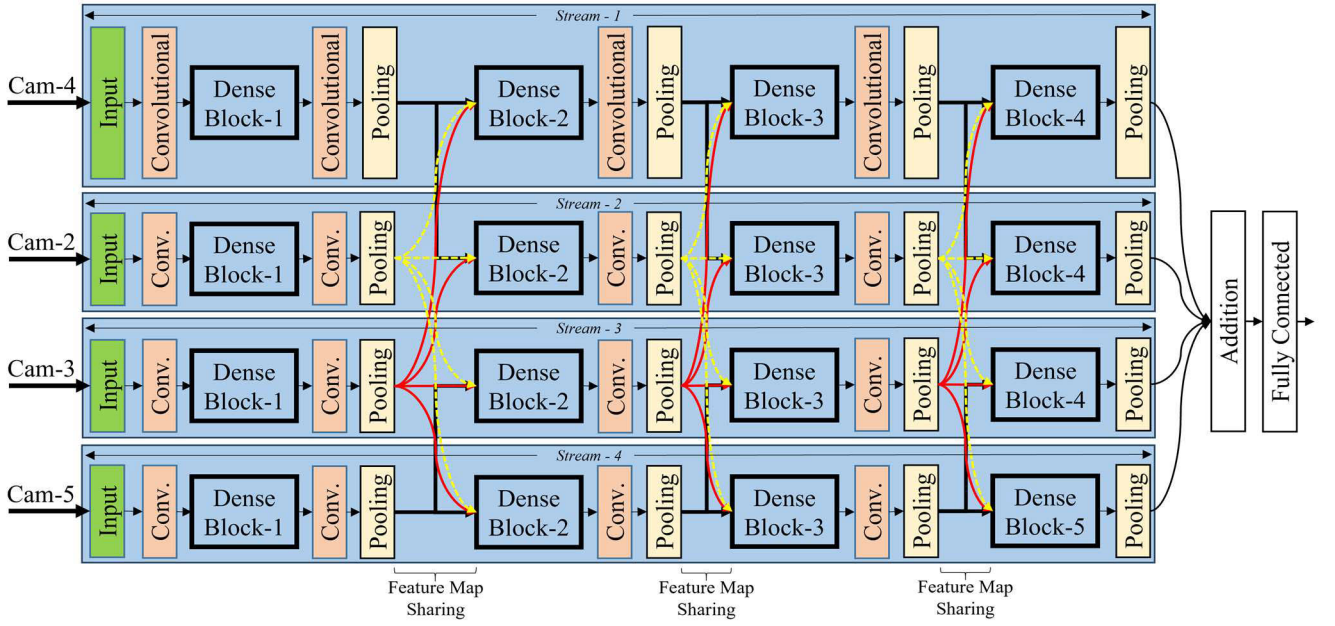 Stream - 1
Cam-4
Input
Convolutional
Dense
Block-1
Convolutional
Pooling
Dense
Block-2
Convolutional
Pooling
Dense
Block-3
Convolutional
Pooling
Dense
Block-4
Pooling
Stream - 2
Cam-2
Input
Conv.
Dense
Block-1
Conv.
Pooling
Dense
Block-2
Conv.
Pooling
Dense
Block-3
Conv.
Pooling
Dense
Block-4
Pooling
Stream - 3
Cam-3
Input
Conv.
Dense
Block-1
Conv.
Pooling
Dense
Block-2
Conv.
Pooling
Dense
Block-3
Conv.
Pooling
Dense
Block-4
Pooling
Stream - 4
Cam-5
Input
Conv.
Dense
Block-1
Conv.
Pooling
Dense
Block-2
Conv.
Pooling
Dense
Block-3
Conv.
Pooling
Dense
Block-5
Pooling
Addition
Fully Connected
Feature Map
Sharing
Feature Map
Sharing
Feature Map
Sharing